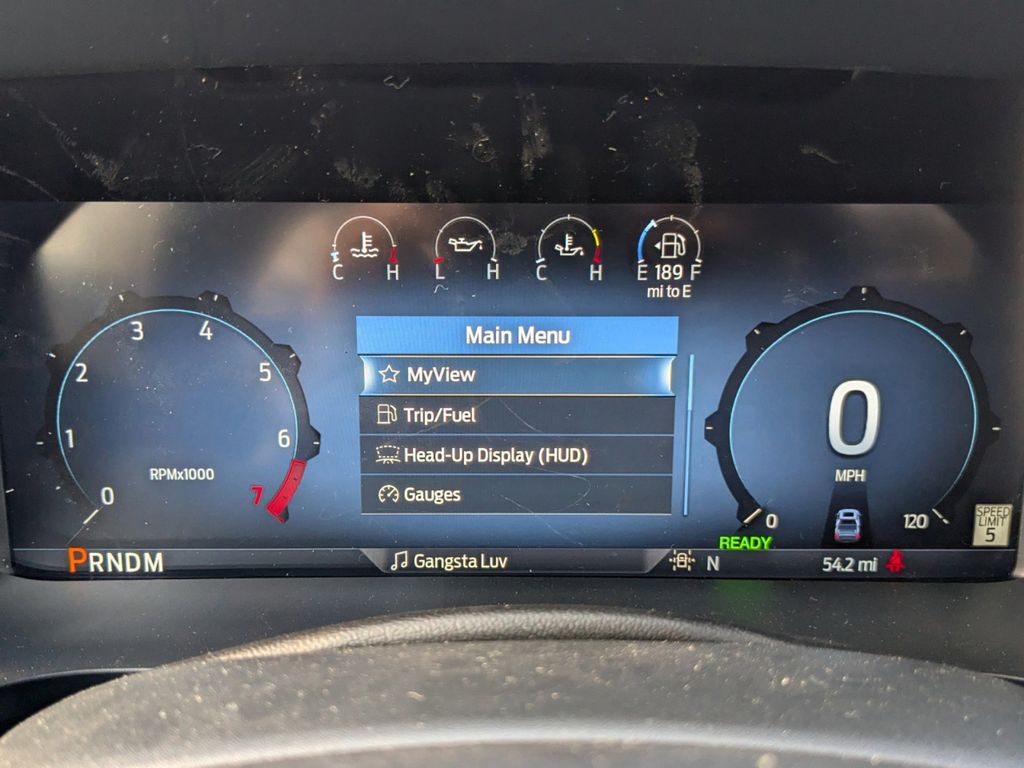 C H
L H
C H
E 189 F
mi to E
Main Menu
MyView
Trip/Fuel
Head-Up Display (HUD)
Gauges
0
1
2
3
4
5
6
7
RPMx1000
0
MPH
0
120
SPEED
LIMIT
5
READY
PRNDM
Gangsta Luv
N
54.2 mi